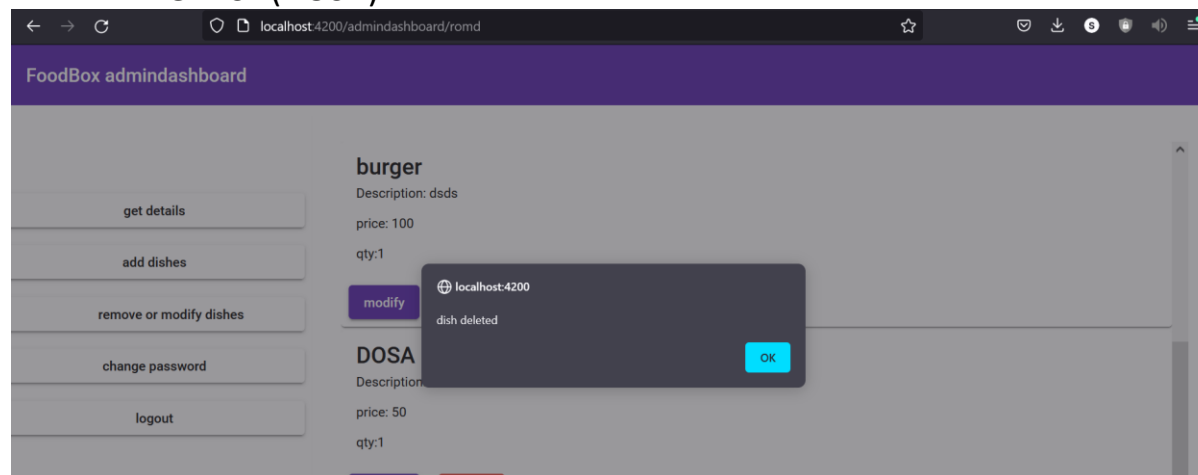 localhost:4200/admindashboard/romd
FoodBox admindashboard
get details
add dishes
remove or modify dishes
change password
logout
burger
Description: dsds
price: 100
qty:1
modify
localhost:4200
dish deleted
OK
DOSA
Description
price: 50
qty:1